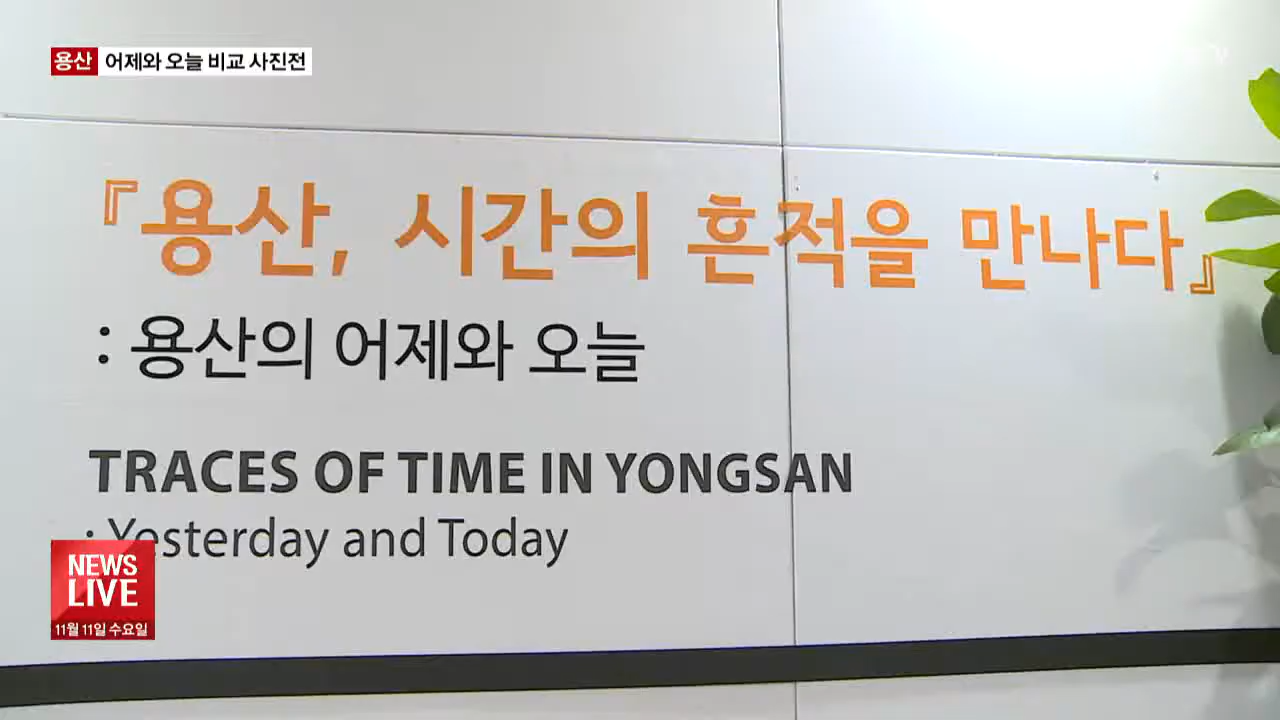 용산 어제와 오늘 비교 사진전
『용산, 시간의 흔적을 만나다』
: 용산의 어제와 오늘
TRACES OF TIME IN YONGSAN
: Yesterday and Today
NEWS
LIVE
11월 11일 수요일